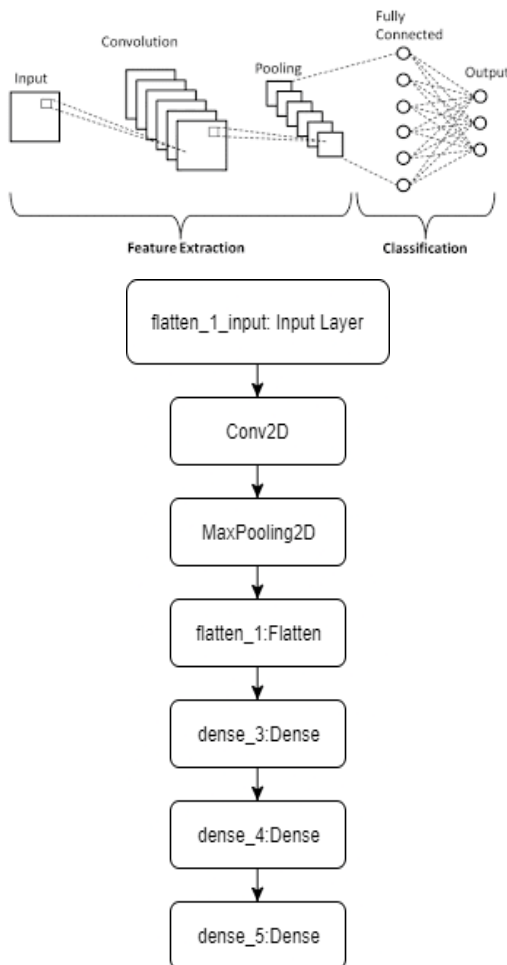 Fully
Connected
Convolution
Pooling
Output
Input
Feature Extraction
Classification
flatten_1_input: Input Layer
Conv2D
MaxPooling2D
flatten_1:Flatten
dense_3:Dense
dense_4:Dense
dense_5:Dense